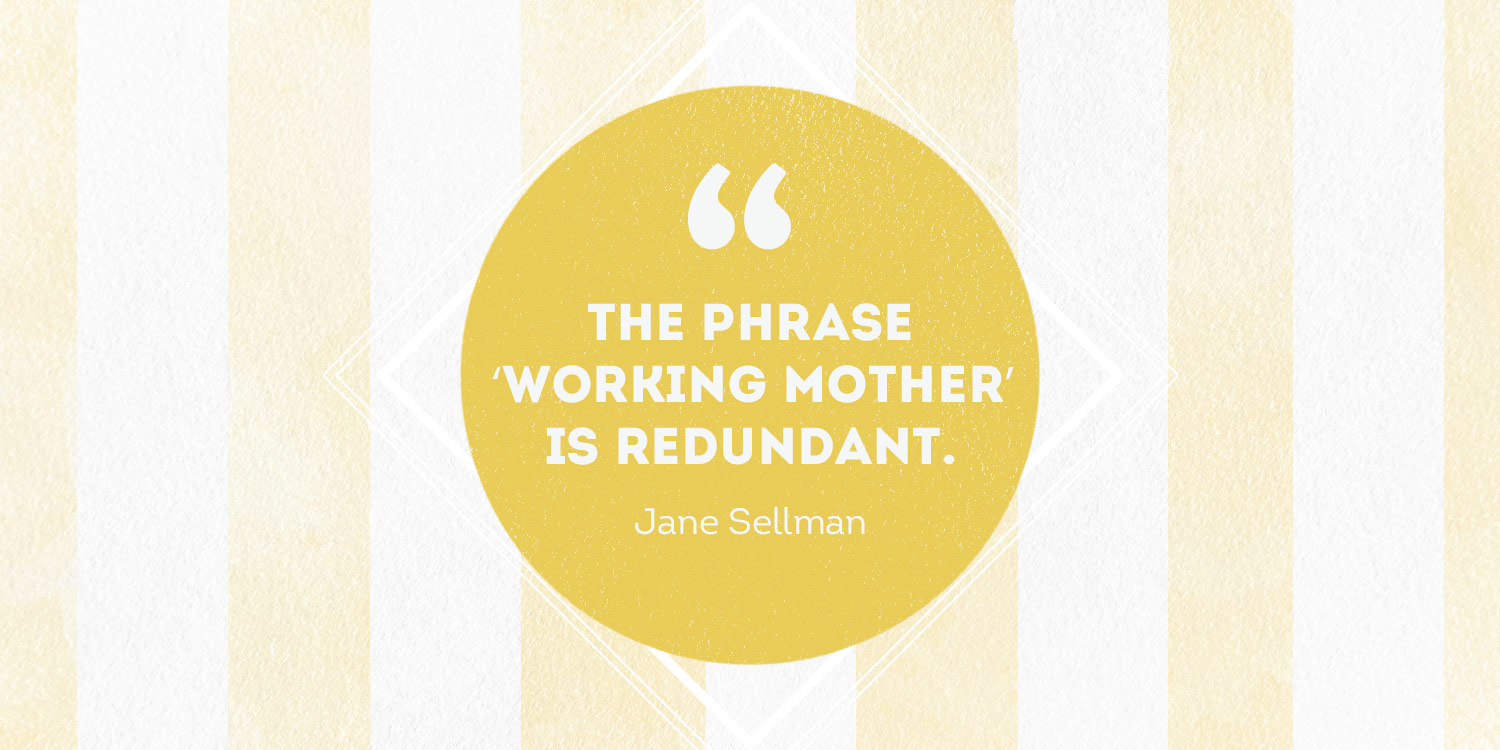 “
THE PHRASE
‘WORKING MOTHER’
IS REDUNDANT.
Jane Sellman